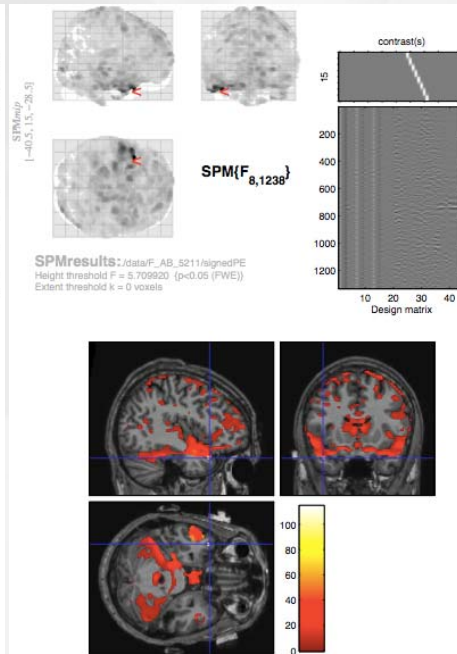 contrast(s)
15
SPMmip
[−40.5, 15, −28.5]
SPM{F8,1238}
200
400
600
800
1000
1200
10 20 30 40
Design matrix
SPMresults: ./data/F_AB_5211/signedPE
Height threshold F = 5.709920 {p<0.05 (FWE)}
Extent threshold k = 0 voxels
100
80
60
40
20
0